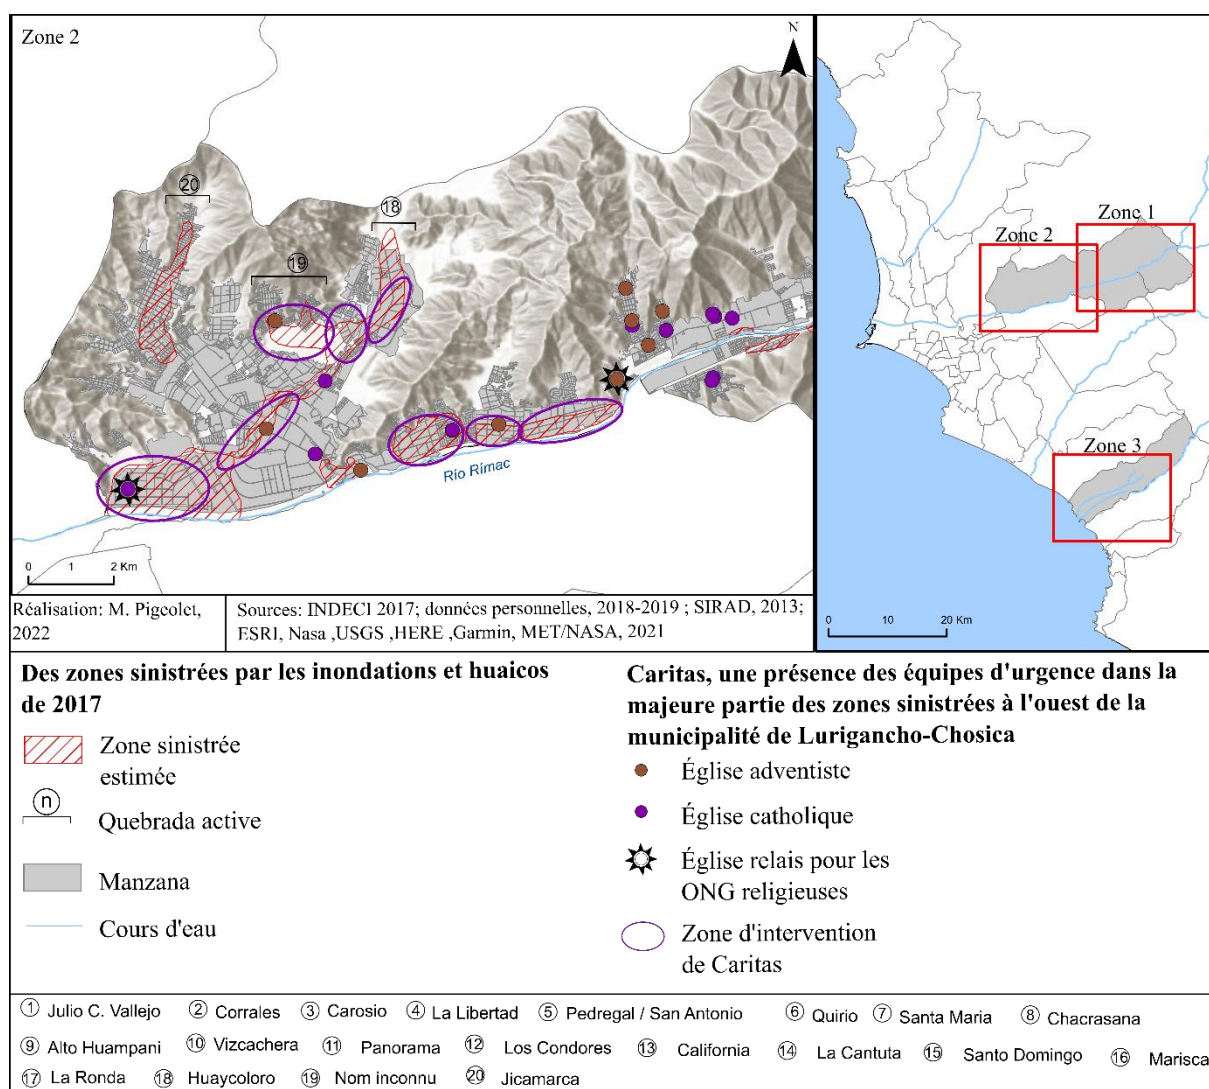 Zone 2
N
20
18
19
Río Rímac
0 1 2 Km
Zone 1
Zone 2
Zone 3
0 10 20 Km
Réalisation: M. Pigeolet,
2022
Sources: INDECI 2017; données personnelles, 2018-2019 ; SIRAD, 2013;
ESRI, Nasa ,USGS ,HERE ,Garmin, MET/NASA, 2021
Des zones sinistrées par les inondations et huaicos
de 2017
Zone sinistrée
estimée
n
Quebrada active
Manzana
Cours d'eau
Caritas, une présence des équipes d'urgence dans la
majeure partie des zones sinistrées à l'ouest de la
municipalité de Lurigancho-Chosica
Église adventiste
Église catholique
Église relais pour les
ONG religieuses
Zone d'intervention
de Caritas
1 Julio C. Vallejo 2 Corrales 3 Carosio 4 La Libertad 5 Pedregal / San Antonio 6 Quirio 7 Santa Maria 8 Chacrasana
9 Alto Huampani 10 Vizcachera 11 Panorama 12 Los Condores 13 California 14 La Cantuta 15 Santo Domingo 16 Marisca
17 La Ronda 18 Huaycoloro 19 Nom inconnu 20 Jicamarca